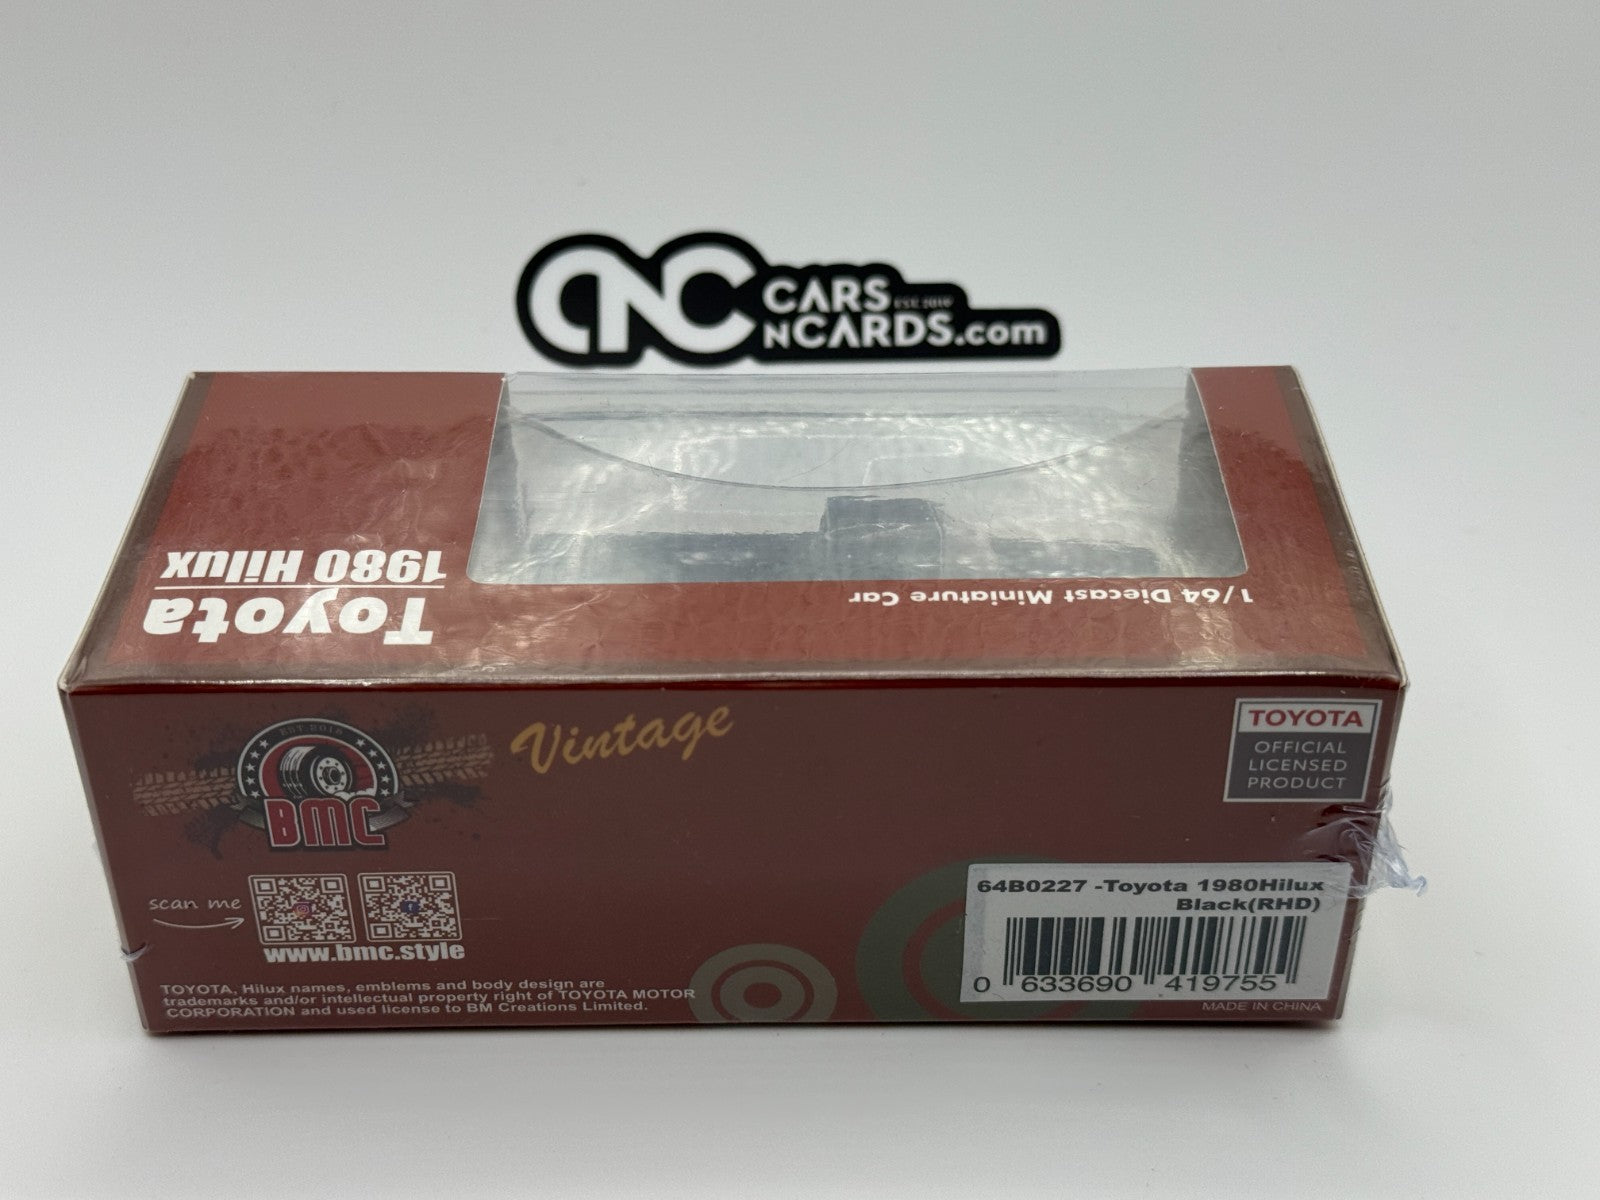 CNC
CARS EST. 2019
NCARDS.com
Toyota
1980 Hilux
1/64 Diecast Miniature Car
EST. 2018
BMC
Vintage
TOYOTA
OFFICIAL
LICENSED
PRODUCT
scan me
www.bmc.style
64B0227 -Toyota 1980Hilux
Black(RHD)
0 633690 419755
TOYOTA, Hilux names, emblems and body design are
trademarks and/or intellectual property right of TOYOTA MOTOR
CORPORATION and used license to BM Creations Limited.
MADE IN CHINA